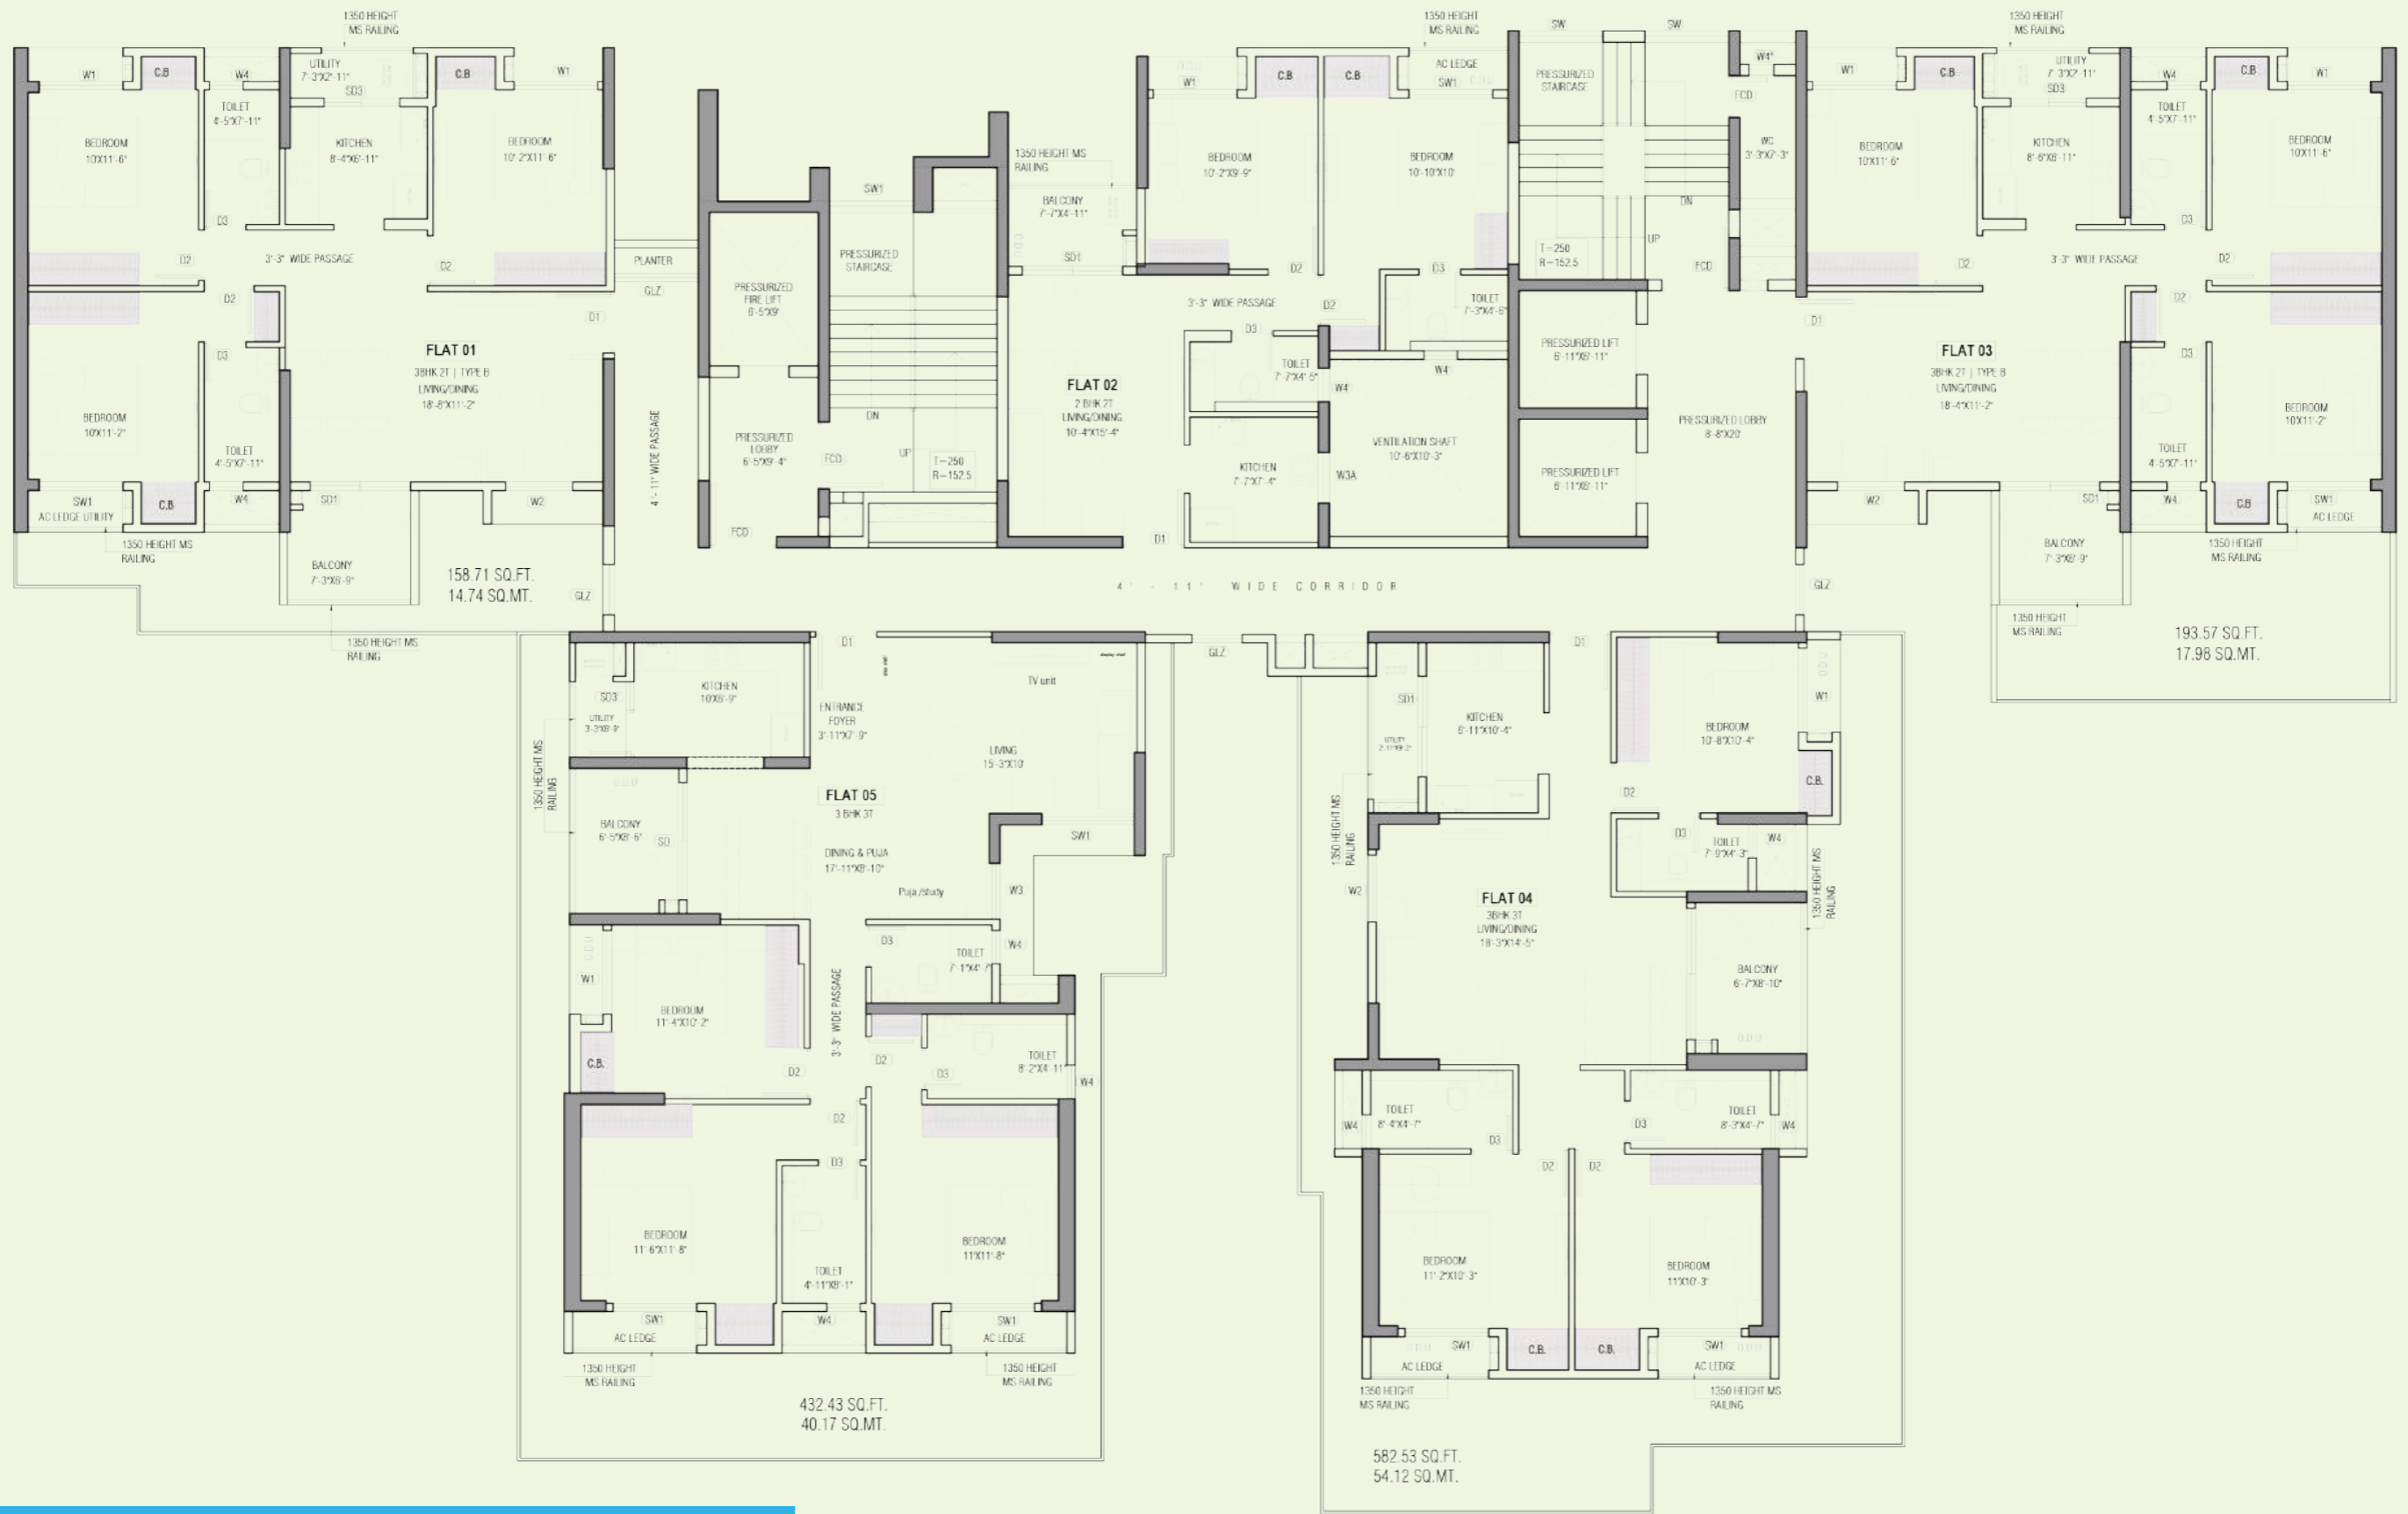 1350 HEIGHT
MS RAILING
W1
C.B
W4
UTILITY
7'-3"X2'-11"
SD3
C.B
W1
TOILET
4'-5"X7'-11"
BEDROOM
10'X11'-6"
KITCHEN
8'-4"X6'-11"
BEDROOM
10'-2"X11'-6"
D3
D2
3'-3" WIDE PASSAGE
D2
D2
D3
D1
FLAT 01
3BHK 2T | TYPE B
LIVING/DINING
18'-8"X11'-2"
BEDROOM
10'X11'-2"
TOILET
4'-5"X7'-11"
SW1
AC LEDGE UTILITY
C.B
W4
SD1
W2
1350 HEIGHT MS
RAILING
BALCONY
7'-3"X6'-9"
158.71 SQ.FT.
14.74 SQ.MT.
GLZ
1350 HEIGHT MS
RAILING
PLANTER
GLZ
4'-11" WIDE PASSAGE
PRESSURIZED
FIRE LIFT
6'-5"X9'
PRESSURIZED
LOBBY
6'-5"X9'-4"
FCD
FCD
SW1
PRESSURIZED
STAIRCASE
DN
UP
T-250
R-152.5
1350 HEIGHT
MS RAILING
1350 HEIGHT MS
RAILING
W1
C.B
C.B
AC LEDGE
SW1
BALCONY
7'-7"X4'-11"
SD1
BEDROOM
10'-2"X9'-9"
BEDROOM
10'-10"X10'
D2
D3
3'-3" WIDE PASSAGE
D2
TOILET
7'-3"X4'-6"
D3
TOILET
7'-7"X4'-5"
W4
W4
FLAT 02
2 BHK 2T
LIVING/DINING
10'-4"X15'-4"
KITCHEN
7'-7"X7'-4"
W3A
VENTILATION SHAFT
10'-6"X10'-3"
D1
SW
SW
PRESSURIZED
STAIRCASE
W4*
FCD
WC
3'-3"X7'-3"
DN
UP
T-250
R-152.5
FCD
PRESSURIZED LIFT
6'-11"X6'-11"
PRESSURIZED LIFT
6'-11"X6'-11"
PRESSURIZED LOBBY
8'-8"X20'
1350 HEIGHT
MS RAILING
W1
C.B
UTILITY
7'-3"X2'-11"
SD3
W4
C.B
W1
TOILET
4'-5"X7'-11"
BEDROOM
10'X11'-6"
KITCHEN
8'-6"X6'-11"
BEDROOM
10'X11'-6"
D3
D2
3'-3" WIDE PASSAGE
D2
D2
D1
D3
FLAT 03
3BHK 2T | TYPE B
LIVING/DINING
18'-4"X11'-2"
BEDROOM
10'X11'-2"
TOILET
4'-5"X7'-11"
W2
SD1
W4
C.B
SW1
AC LEDGE
BALCONY
7'-3"X6'-9"
1350 HEIGHT
MS RAILING
GLZ
1350 HEIGHT
MS RAILING
193.57 SQ.FT.
17.98 SQ.MT.
4' - 11" WIDE CORRIDOR
D1
GLZ
KITCHEN
10'X6'-9"
SD3
UTILITY
TV unit
ENTRANCE
FOYER
3'-11"X7'-9"
LIVING
15'-3"X10'
1350 HEIGHT MS
RAILING
FLAT 05
3 BHK 3T
BALCONY
6'-5"X8'-6"
SD
SW1
DINING & PUJA
17'-11"X8'-10"
Puja /study
W3
D3
TOILET
7'-1"X4'-7"
W4
W1
BEDROOM
11'-4"X10'-2"
3'-3" WIDE PASSAGE
C.B.
D2
D2
D3
TOILET
8'-2"X4'-11"
W4
D2
D3
BEDROOM
11'-6"X11'-8"
BEDROOM
11'X11'-8"
TOILET
4'-11"X8'-1"
SW1
AC LEDGE
W4
SW1
AC LEDGE
1350 HEIGHT
MS RAILING
1350 HEIGHT
MS RAILING
432.43 SQ.FT.
40.17 SQ.MT.
D1
SD1
KITCHEN
6'-11"X10'-4"
UTILITY
BEDROOM
10'-8"X10'-4"
W1
C.B.
D2
1350 HEIGHT MS
RAILING
D3
TOILET
7'-9"X4'-3"
W4
W2
FLAT 04
3BHK 3T
LIVING/DINING
18'-3"X14'-5"
1350 HEIGHT MS
RAILING
BALCONY
6'-7"X8'-10"
O.D.U
TOILET
8'-4"X4'-7"
W4
D3
TOILET
8'-3"X4'-7"
D3
W4
D2
D2
BEDROOM
11'-2"X10'-3"
BEDROOM
11'X10'-3"
SW1
AC LEDGE
C.B.
C.B.
SW1
AC LEDGE
1350 HEIGHT
MS RAILING
1350 HEIGHT MS
RAILING
582.53 SQ.FT.
54.12 SQ.MT.